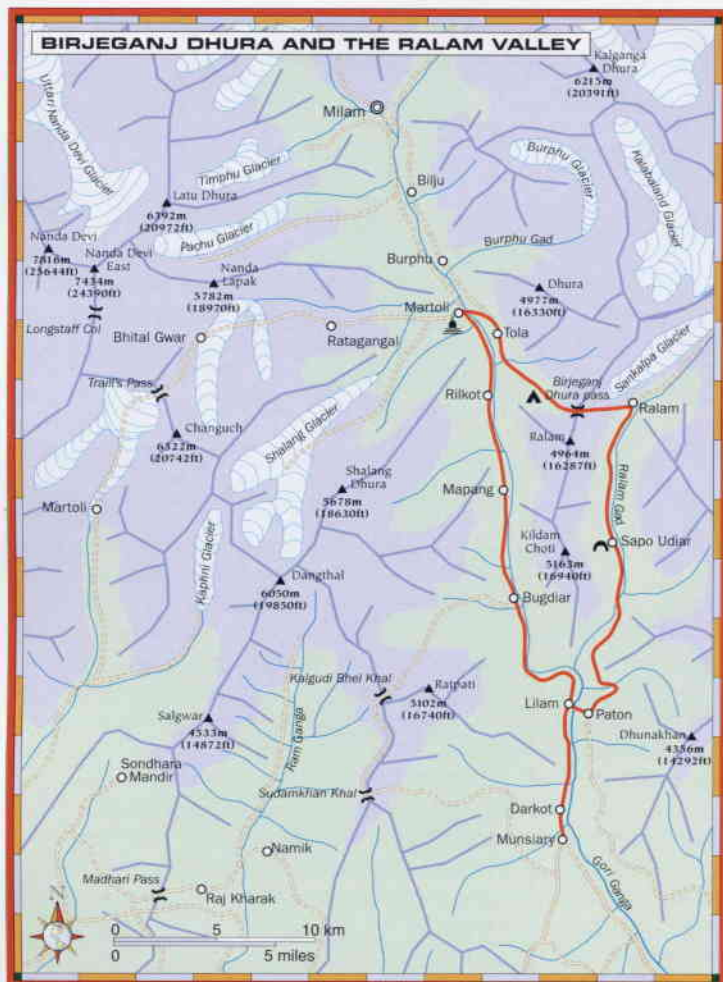 BIRJEGANJ DHURA AND THE RALAM VALLEY
Kalganga
Dhura
6215m
(20391ft)
Milam
Uttari Nanda Devi Glacier
Timphu Glacier
Burphu Glacier
Kalabaland Glacier
Bilju
Latu Dhura
6392m
(20972ft)
Pachu Glacier
Burphu Gad
Nanda Devi
7816m
(25644ft)
Nanda Devi
East
7434m
(24390ft)
Nanda
Lapak
5782m
(18970ft)
Burphu
Dhura
4977m
(16330ft)
Longstaff Col
Martoli
Bhital Gwar
Ratagangal
Tola
Sankalpa Glacier
Traill's Pass
Rilkot
Birjeganj
Dhura pass
Ralam
Changuch
6322m
(20742ft)
Shalang Glacier
Ralam
4964m
(16287ft)
Ralam Gad
Shalang
Dhura
5678m
(18630ft)
Mapang
Martoli
Kildam
Choti
5163m
(16940ft)
Sapo Udiar
Kaphni Glacier
Dangthal
6050m
(19850ft)
Bugdiar
Kalgudi Bhel Khal
Ratpati
5102m
(16740ft)
Lilam
Paton
Salgwar
4533m
(14872ft)
Ram Ganga
Dhunakhan
4356m
(14292ft)
Sondhara
Mandir
Sudamkhan Khal
Darkot
Munsiary
Namik
Gori Ganga
Madhari Pass
Raj Kharak
N
0 5 10 km
0 5 miles